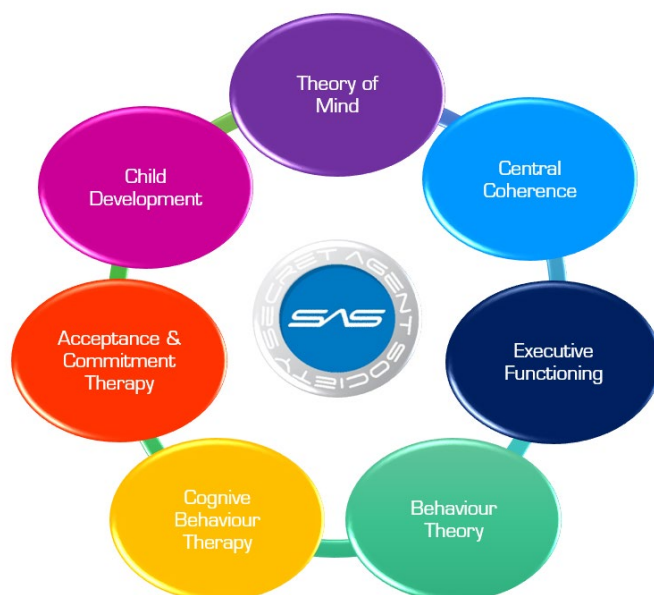 Theory of
Mind
Central
Coherence
Executive
Functioning
Behaviour
Theory
Cognive
Behaviour
Therapy
Acceptance &
Commitment
Therapy
Child
Development
SAS
SECRET AGENT SOCIETY